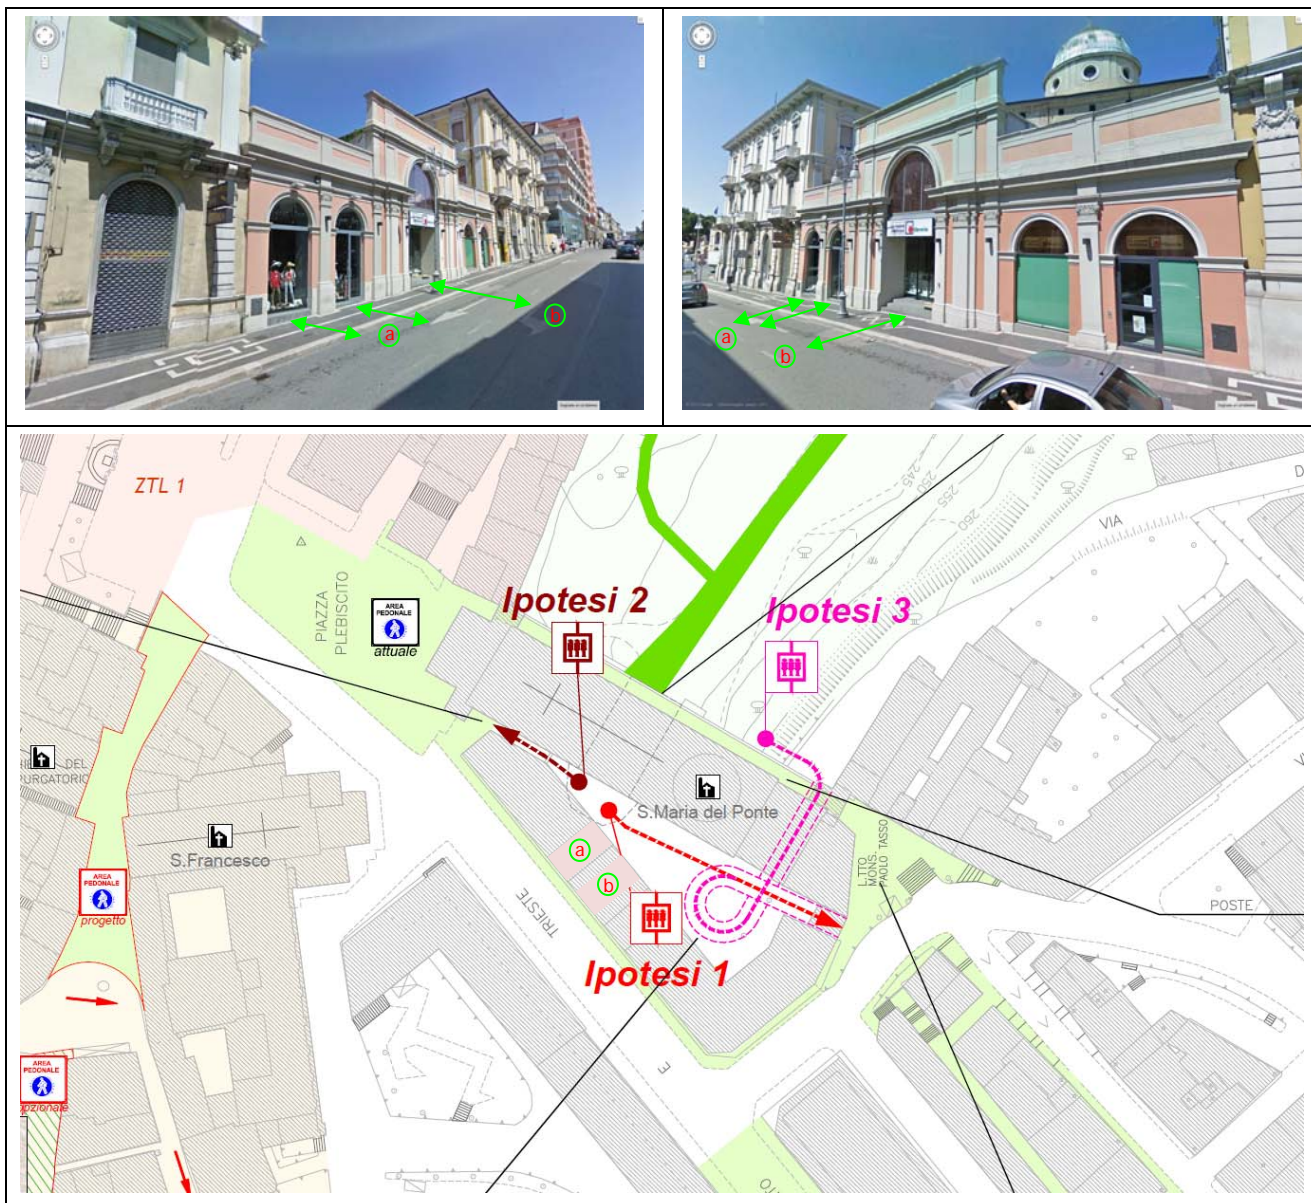 a
b
a
b
ZTL 1
PIAZZA
PLEBISCITO
AREA
PEDONALE
attuale
Ipotesi 2
Ipotesi 3
245
250
255
260
VIA
D
DEL
PURGATORIO
S.Francesco
S.Maria del Ponte
a
b
L.TTO
MONS.
PAOLO TASSO
POSTE
TRIESTE
E
AREA
PEDONALE
progetto
Ipotesi 1
AREA
PEDONALE
opzionale